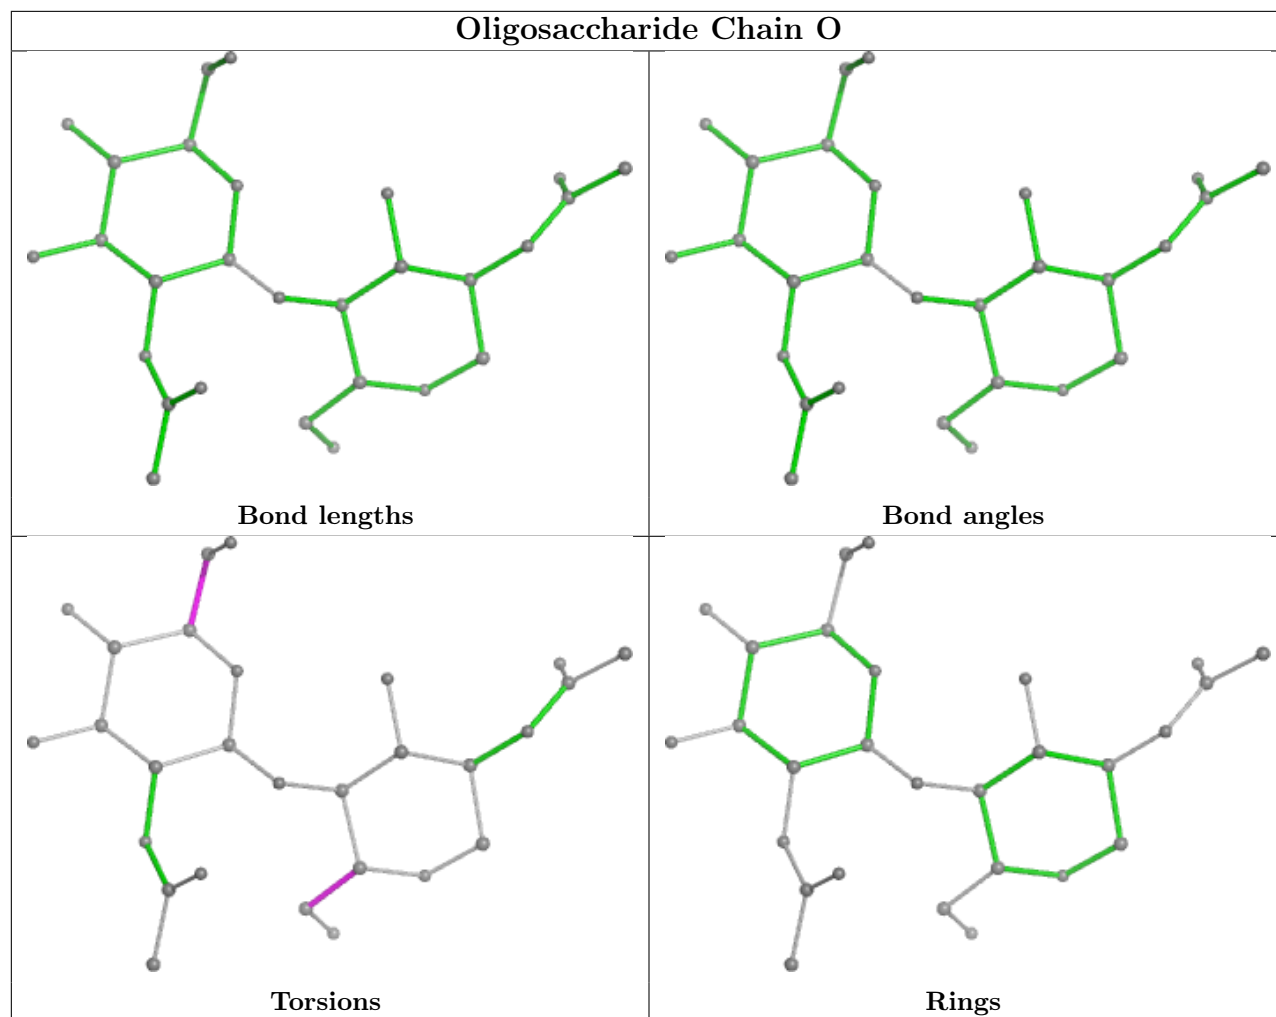 Oligosaccharide Chain O
Bond lengths
Bond angles
Torsions
Rings